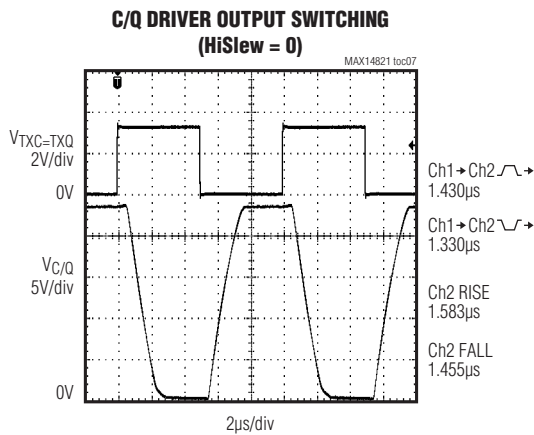 C/Q DRIVER OUTPUT SWITCHING
(HiSlew = 0)
MAX14821 toc07
T
VTXC=TXQ
2V/div
0V
VC/Q
5V/div
0V
2µs/div
Ch1→Ch2
1.430µs
Ch1→Ch2
1.330µs
Ch2 RISE
1.583µs
Ch2 FALL
1.455µs